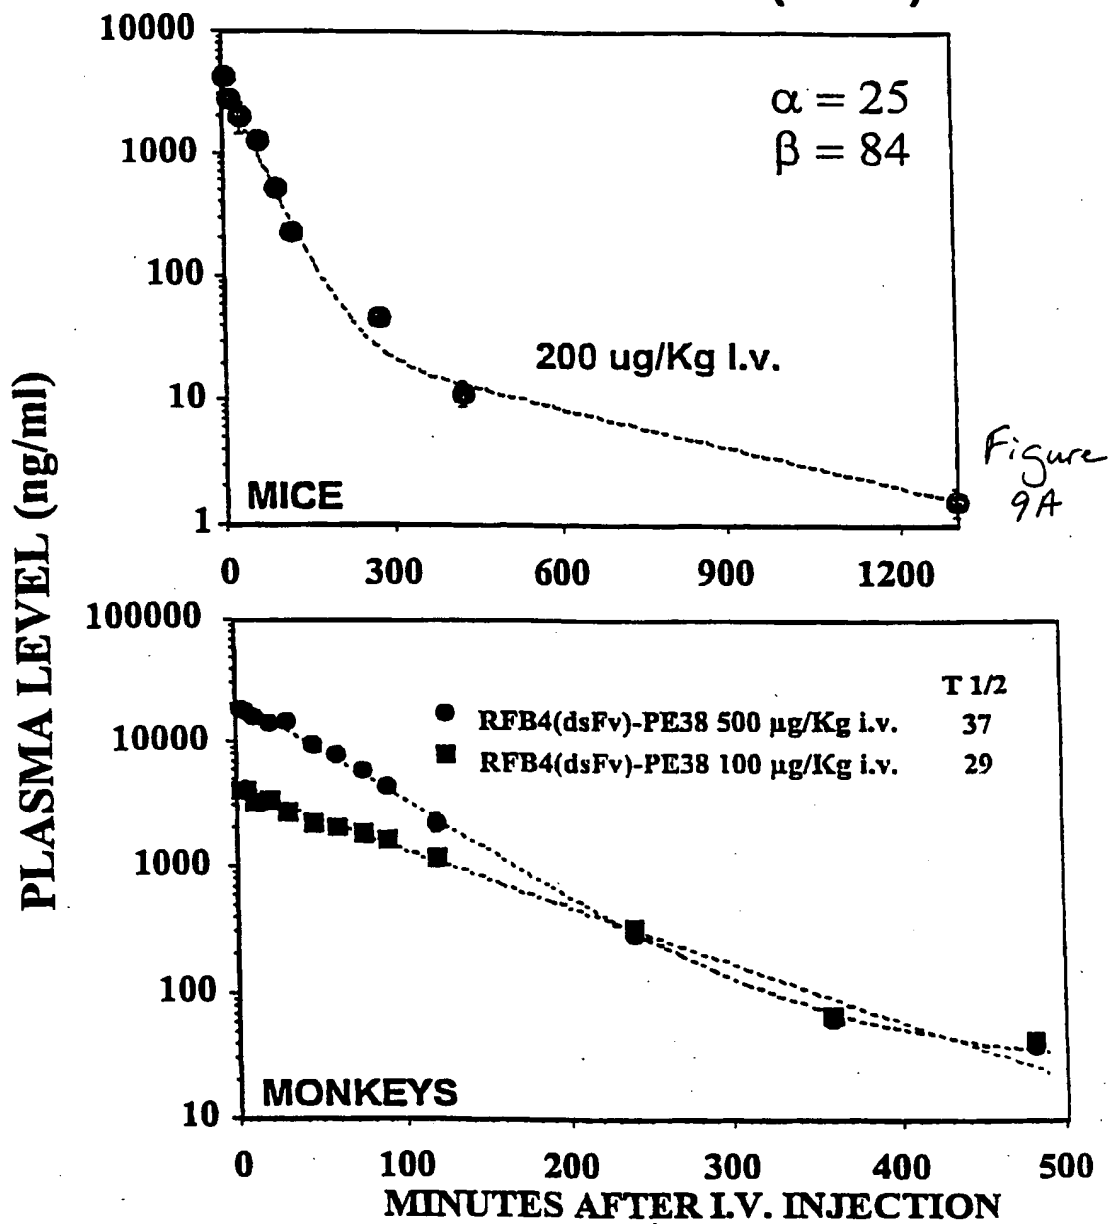 10000
α = 25
β = 84
1000
100
200 ug/Kg I.v.
10
Figure
9A
MICE
1
0 300 600 900 1200
PLASMA LEVEL (ng/ml)
100000
T 1/2
RFB4(dsFv)-PE38 500 µg/Kg i.v. 37
10000
RFB4(dsFv)-PE38 100 µg/Kg i.v. 29
1000
100
MONKEYS
10
0 100 200 300 400 500
MINUTES AFTER I.V. INJECTION